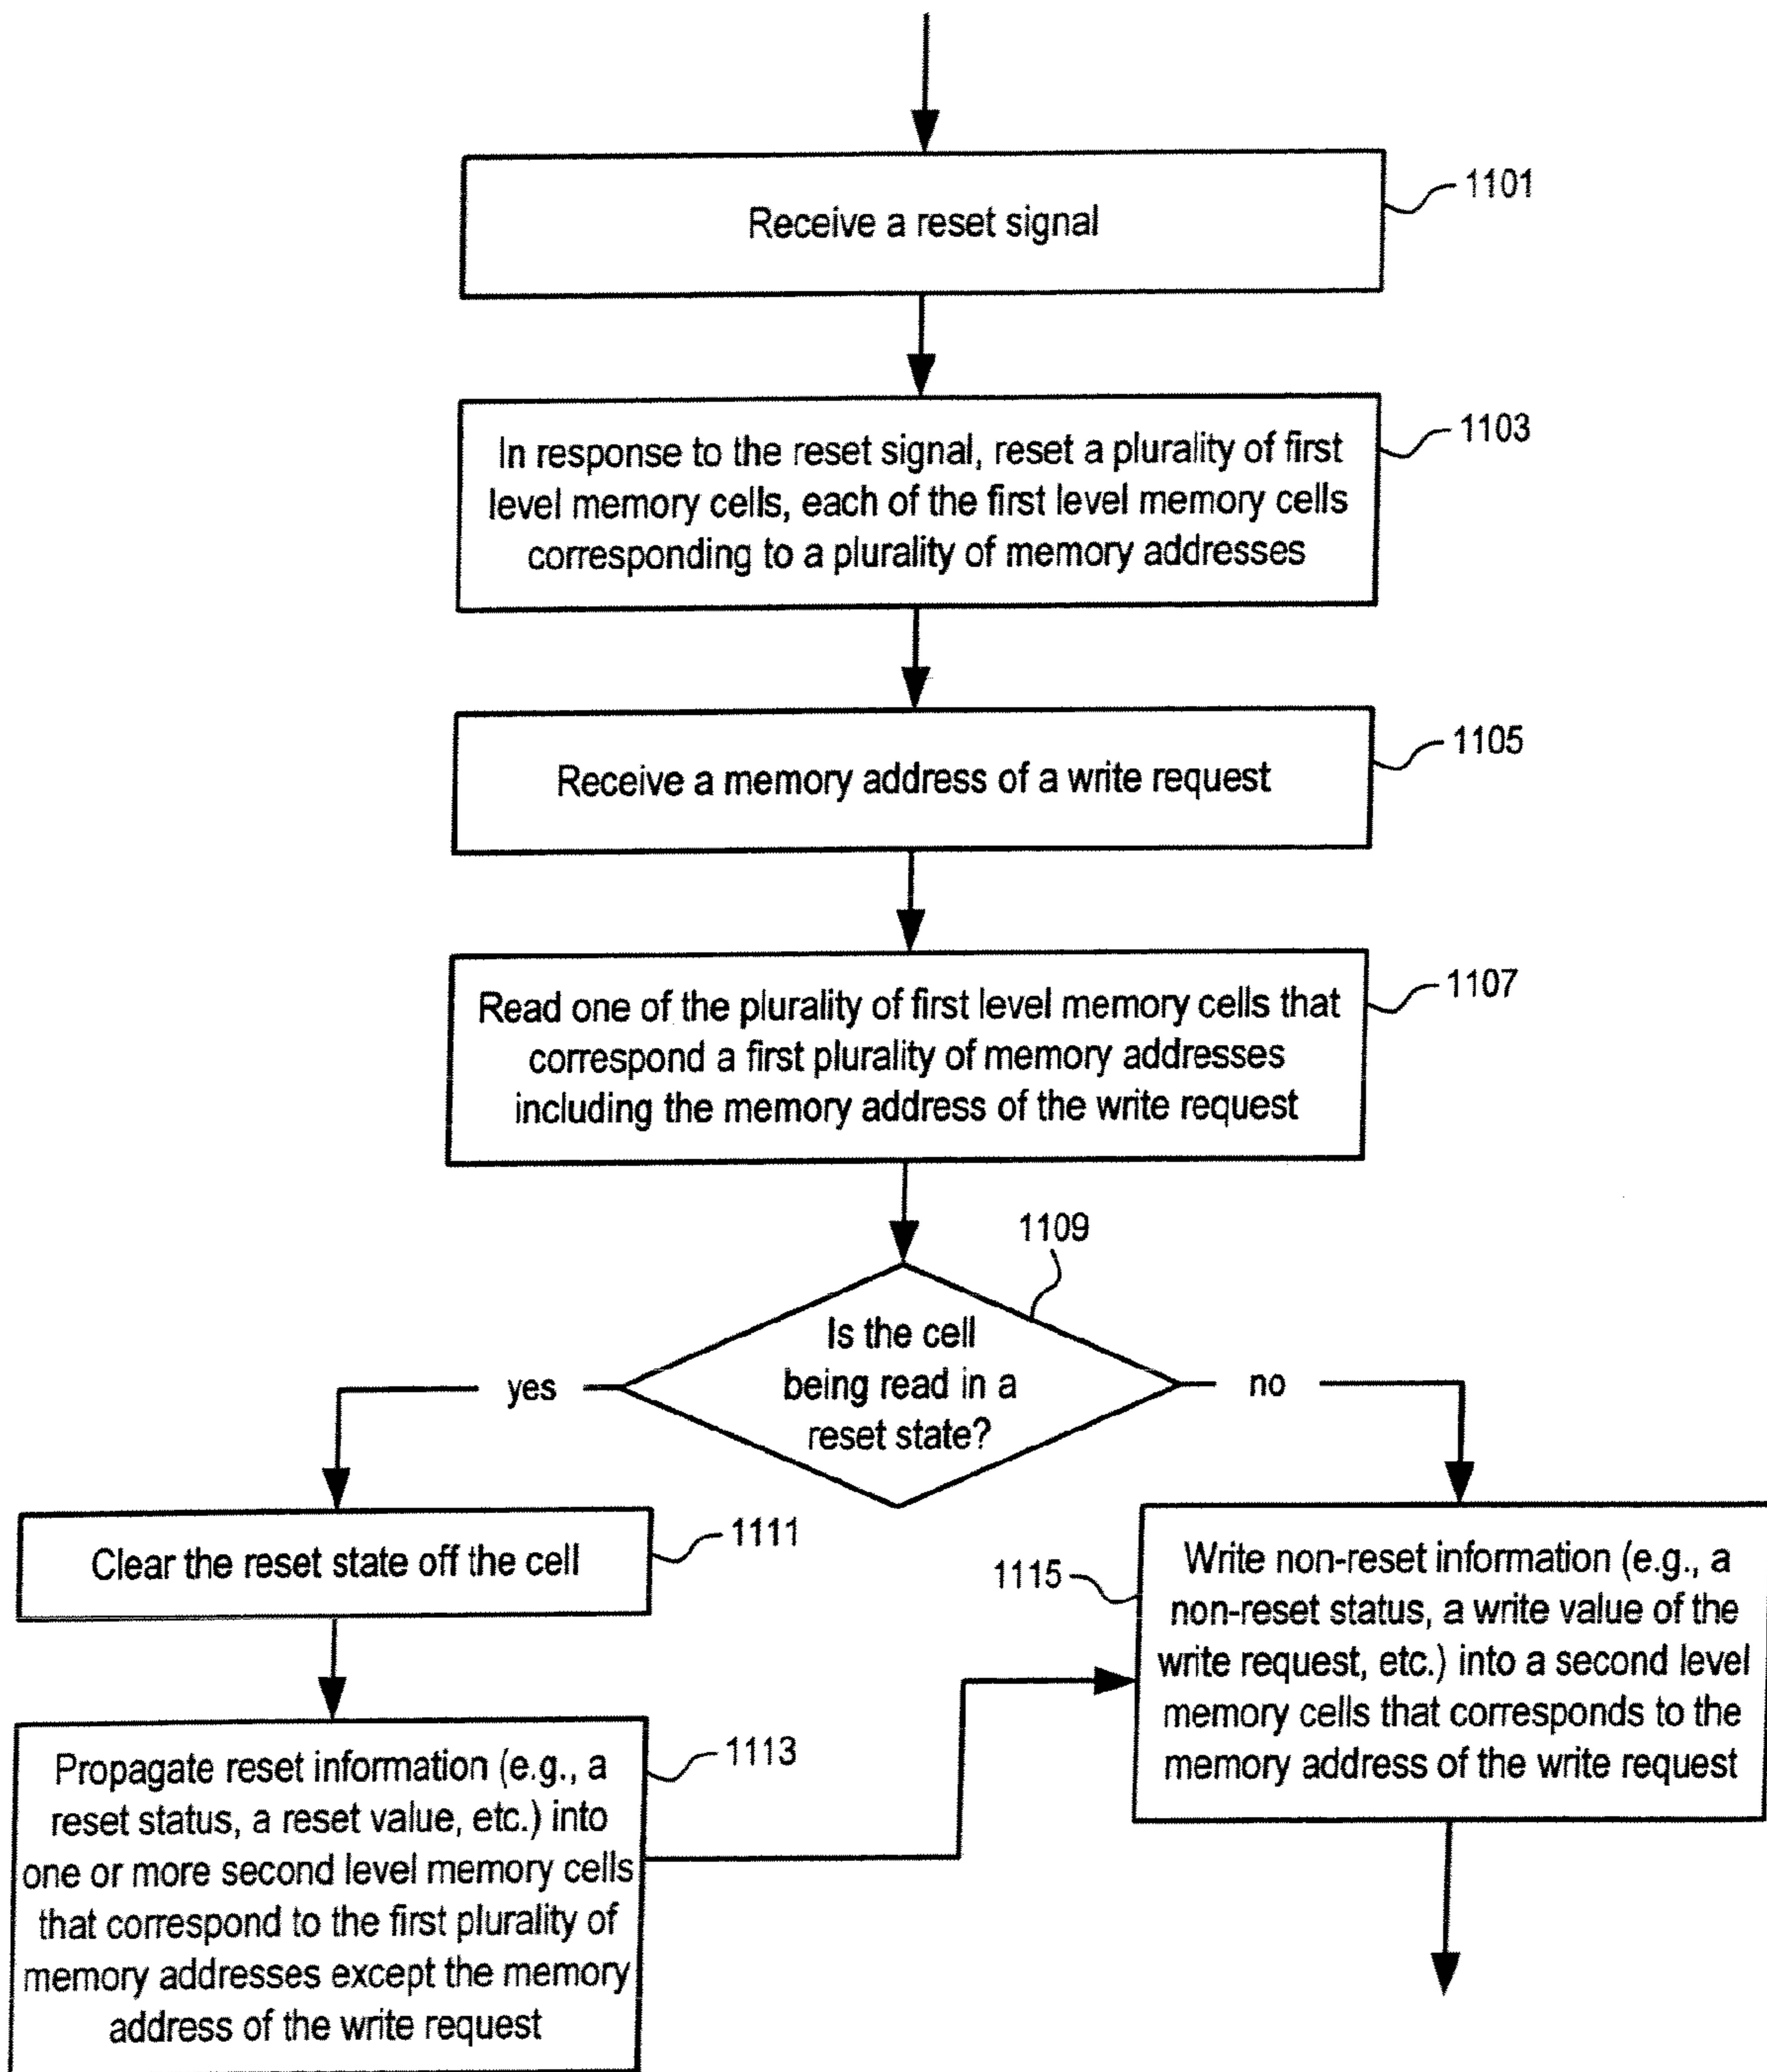 Receive a reset signal
1101
In response to the reset signal, reset a plurality of first
level memory cells, each of the first level memory cells
corresponding to a plurality of memory addresses
1103
Receive a memory address of a write request
1105
Read one of the plurality of first level memory cells that
correspond a first plurality of memory addresses
including the memory address of the write request
1107
1109
Is the cell
being read in a
reset state?
yes
no
Clear the reset state off the cell
1111
Propagate reset information (e.g., a
reset status, a reset value, etc.) into
one or more second level memory cells
that correspond to the first plurality of
memory addresses except the memory
address of the write request
1113
1115
Write non-reset information (e.g., a
non-reset status, a write value of the
write request, etc.) into a second level
memory cells that corresponds to the
memory address of the write request